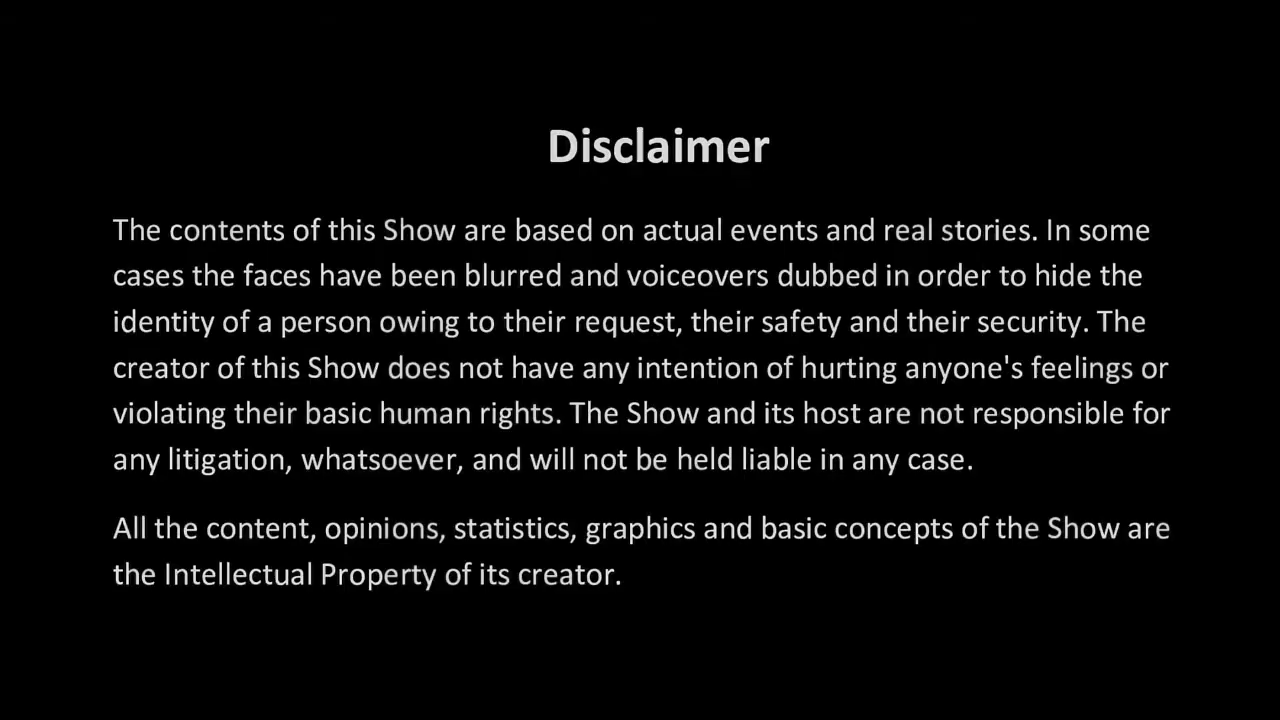 Disclaimer
The contents of this Show are based on actual events and real stories. In some
cases the faces have been blurred and voiceovers dubbed in order to hide the
identity of a person owing to their request, their safety and their security. The
creator of this Show does not have any intention of hurting anyone's feelings or
violating their basic human rights. The Show and its host are not responsible for
any litigation, whatsoever, and will not be held liable in any case.
All the content, opinions, statistics, graphics and basic concepts of the Show are
the Intellectual Property of its creator.